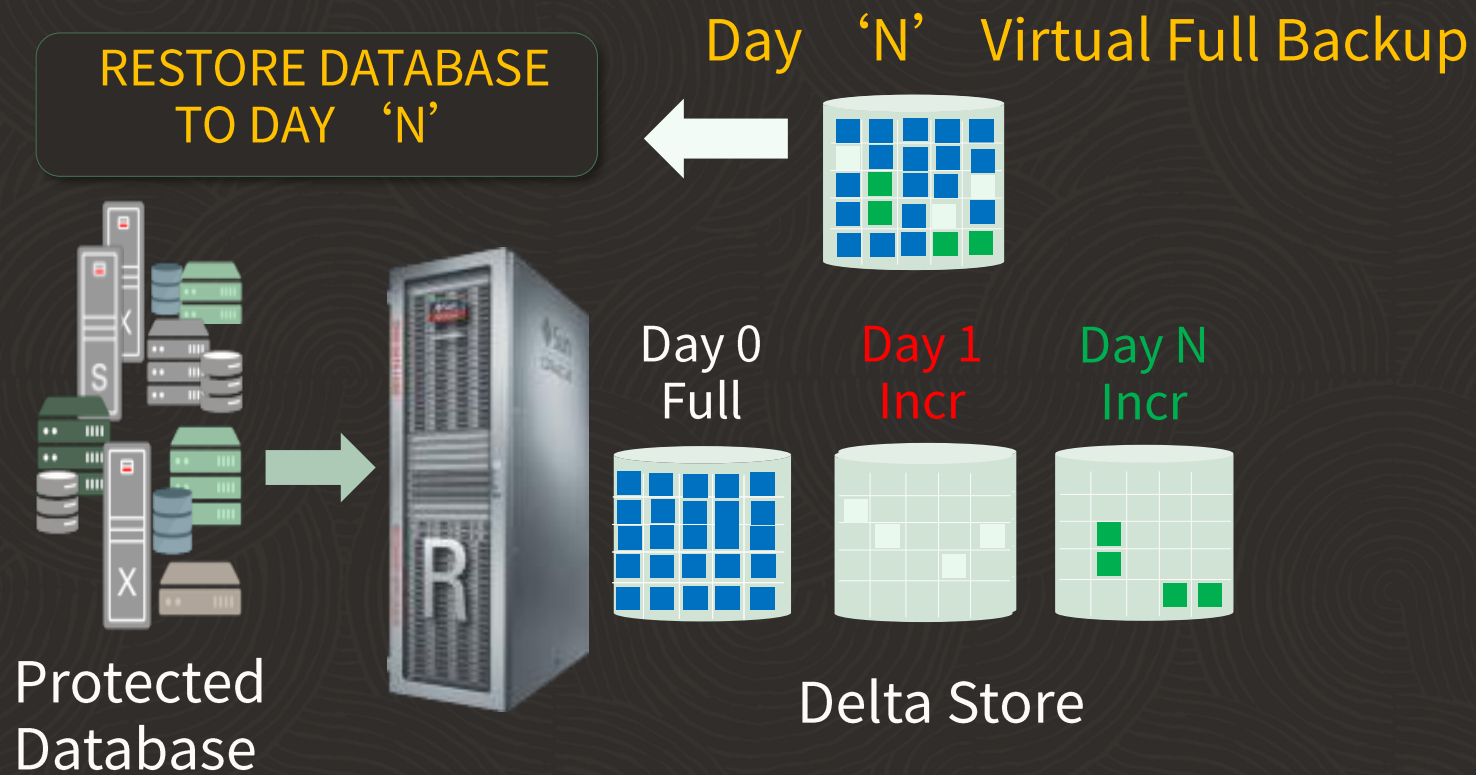 Day ‘N’ Virtual Full Backup
RESTORE DATABASE
TO DAY ‘N’
X
S
X
Sun
R
Day 0
Full
Day 1
Incr
Day N
Incr
Delta Store
Protected
Database